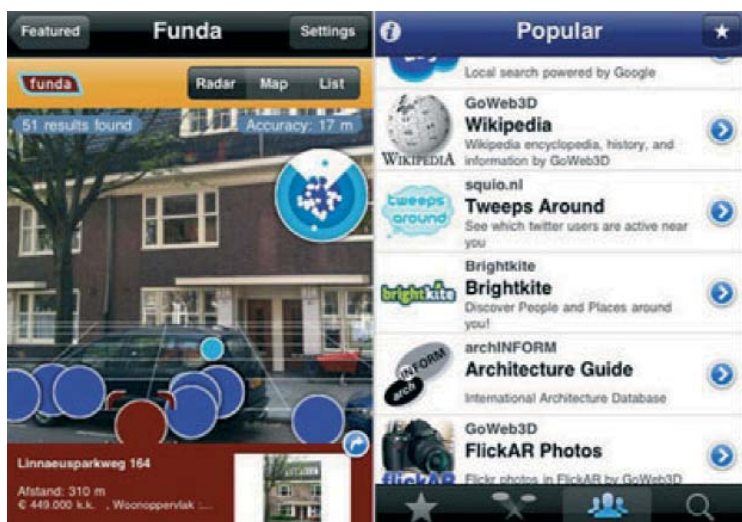 Featured
Funda
Settings
funda
Radar
Map
List
51 results found
Accuracy: 17 m
Linnaeusparkweg 164
Afstand: 310 m
€ 449.000 k.k. , Woonoppervlak :...
Popular
Local search powered by Google
GoWeb3D
Wikipedia
Wikipedia encyclopedia, history, and
information by GoWeb3D
WIKIPEDIA
squio.nl
Tweeps Around
See which twitter users are active near
you
tweeps
around
Brightkite
Brightkite
Discover People and Places around
you!
brightkite
archINFORM
Architecture Guide
International Architecture Database
INFORM
arch
GoWeb3D
FlickAR Photos
Flickr photos in FlickAR by GoWeb3D
flickAR